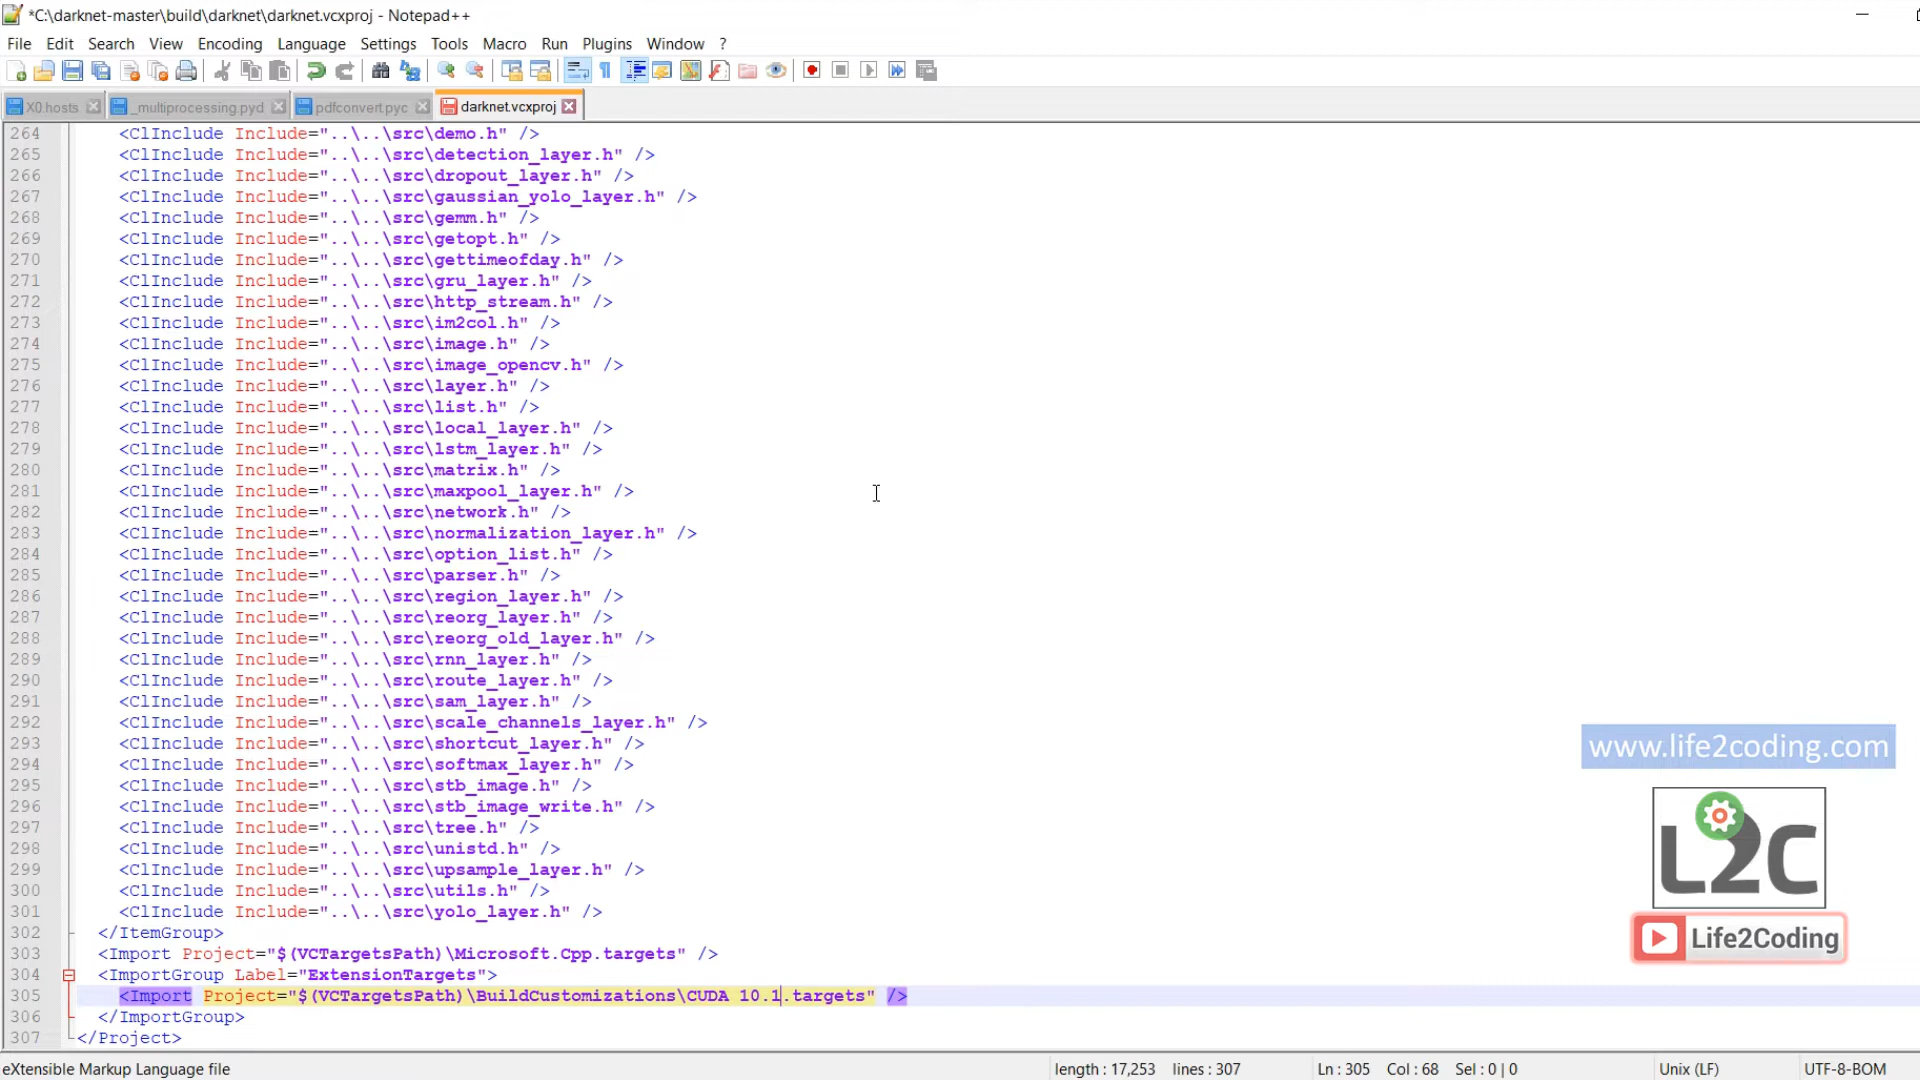 *C:\darknet-master\build\darknet\darknet.vcxproj - Notepad++
File Edit Search View Encoding Language Settings Tools Macro Run Plugins Window ?
X0.hosts _multiprocessing.pyd pdfconvert.pyc darknet.vcxproj
264 <ClInclude Include="..\..\src\demo.h" />
265 <ClInclude Include="..\..\src\detection_layer.h" />
266 <ClInclude Include="..\..\src\dropout_layer.h" />
267 <ClInclude Include="..\..\src\gaussian_yolo_layer.h" />
268 <ClInclude Include="..\..\src\gemm.h" />
269 <ClInclude Include="..\..\src\getopt.h" />
270 <ClInclude Include="..\..\src\gettimeofday.h" />
271 <ClInclude Include="..\..\src\gru_layer.h" />
272 <ClInclude Include="..\..\src\http_stream.h" />
273 <ClInclude Include="..\..\src\im2col.h" />
274 <ClInclude Include="..\..\src\image.h" />
275 <ClInclude Include="..\..\src\image_opencv.h" />
276 <ClInclude Include="..\..\src\layer.h" />
277 <ClInclude Include="..\..\src\list.h" />
278 <ClInclude Include="..\..\src\local_layer.h" />
279 <ClInclude Include="..\..\src\lstm_layer.h" />
280 <ClInclude Include="..\..\src\matrix.h" />
281 <ClInclude Include="..\..\src\maxpool_layer.h" />
282 <ClInclude Include="..\..\src\network.h" />
283 <ClInclude Include="..\..\src\normalization_layer.h" />
284 <ClInclude Include="..\..\src\option_list.h" />
285 <ClInclude Include="..\..\src\parser.h" />
286 <ClInclude Include="..\..\src\region_layer.h" />
287 <ClInclude Include="..\..\src\reorg_layer.h" />
288 <ClInclude Include="..\..\src\reorg_old_layer.h" />
289 <ClInclude Include="..\..\src\rnn_layer.h" />
290 <ClInclude Include="..\..\src\route_layer.h" />
291 <ClInclude Include="..\..\src\sam_layer.h" />
292 <ClInclude Include="..\..\src\scale_channels_layer.h" />
293 <ClInclude Include="..\..\src\shortcut_layer.h" />
294 <ClInclude Include="..\..\src\softmax_layer.h" />
295 <ClInclude Include="..\..\src\stb_image.h" />
296 <ClInclude Include="..\..\src\stb_image_write.h" />
297 <ClInclude Include="..\..\src\tree.h" />
298 <ClInclude Include="..\..\src\unistd.h" />
299 <ClInclude Include="..\..\src\upsample_layer.h" />
300 <ClInclude Include="..\..\src\utils.h" />
301 <ClInclude Include="..\..\src\yolo_layer.h" />
302 </ItemGroup>
303 <Import Project="$(VCTargetsPath)\Microsoft.Cpp.targets" />
304 <ImportGroup Label="ExtensionTargets">
305 <Import Project="$(VCTargetsPath)\BuildCustomizations\CUDA 10.1.targets" />
306 </ImportGroup>
307 </Project>
www.life2coding.com
L2C
Life2Coding
eXtensible Markup Language file length : 17,253 lines : 307 Ln : 305 Col : 68 Sel : 0 | 0 Unix (LF) UTF-8-BOM